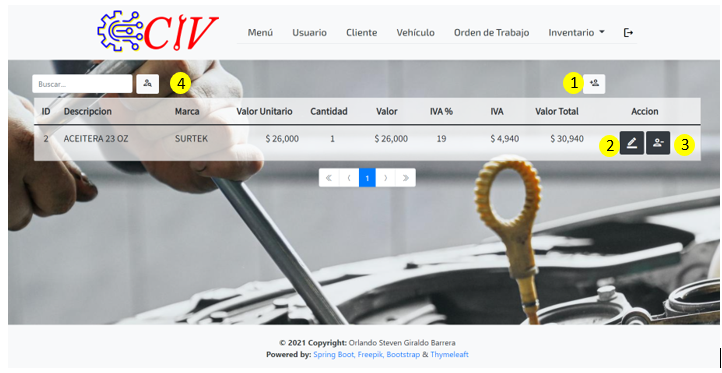 CIV
Menú Usuario Cliente Vehículo Orden de Trabajo Inventario
Buscar... 4 1
ID Descripcion Marca Valor Unitario Cantidad Valor IVA % IVA Valor Total Accion
2 ACEITERA 23 OZ SURTEK $ 26,000 1 $ 26,000 19 $ 4,940 $ 30,940 2 3
« ‹ 1 › »
© 2021 Copyright: Orlando Steven Giraldo Barrera
Powered by: Spring Boot, Freepik, Bootstrap & Thymeleaft